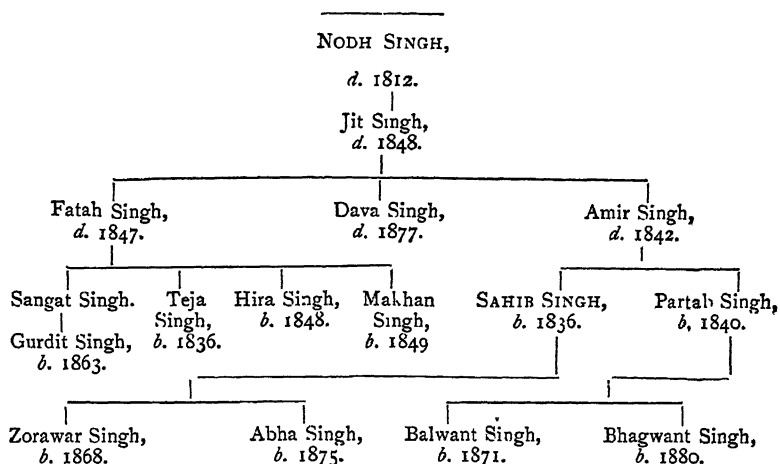 NODH SINGH,
d. 1812.
Jit Singh,
d. 1848.
Fatah Singh,
d. 1847.
Dava Singh,
d. 1877.
Amir Singh,
d. 1842.
Sangat Singh.
Gurdit Singh,
b. 1863.
Teja
Singh,
b. 1836.
Hira Singh,
b. 1848.
Makhan
Singh,
b. 1849
SAHIB SINGH,
b. 1836.
Partab Singh,
b. 1840.
Zorawar Singh,
b. 1868.
Abha Singh,
b. 1875.
Balwant Singh,
b. 1871.
Bhagwant Singh,
b. 1880.